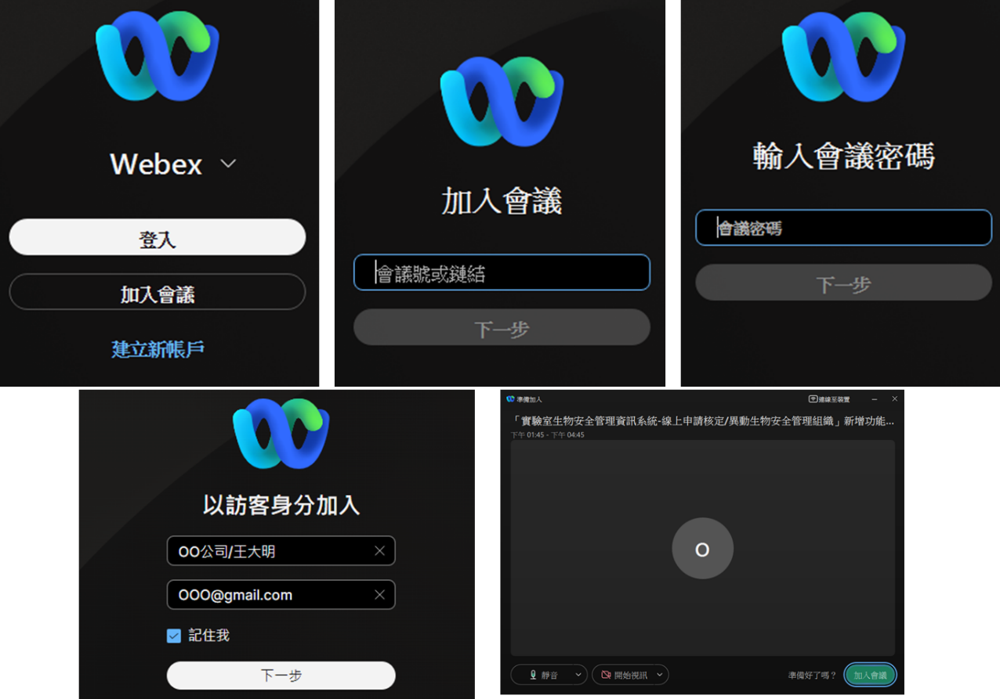 Webex
登入
加入會議
建立新帳戶
加入會議
會議號或鏈結
下一步
輸入會議密碼
會議密碼
下一步
以訪客身分加入
OO公司/王大明
OOO@gmail.com
記住我
下一步
準備加入
連線至裝置
「實驗室生物安全管理資訊系統-線上申請核定/異動生物安全管理組織」新增功能...
下午 01:45 - 下午 04:45
O
靜音
開始視訊
準備好了嗎？
加入會議